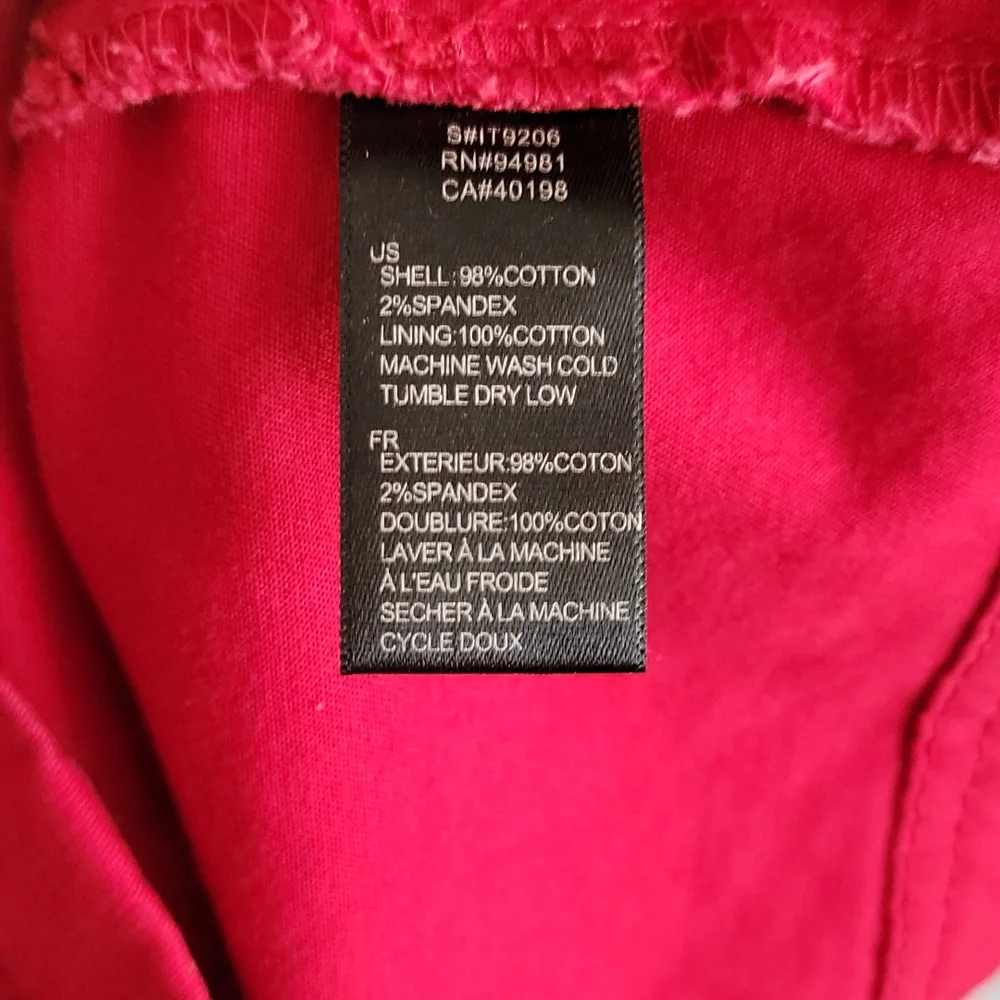 S#IT9206
RN#94981
CA#40198
US
SHELL:98%COTTON
2%SPANDEX
LINING:100%COTTON
MACHINE WASH COLD
TUMBLE DRY LOW
FR
EXTERIEUR:98%COTON
2%SPANDEX
DOUBLURE:100%COTON
LAVER À LA MACHINE
À L'EAU FROIDE
SECHER À LA MACHINE
CYCLE DOUX